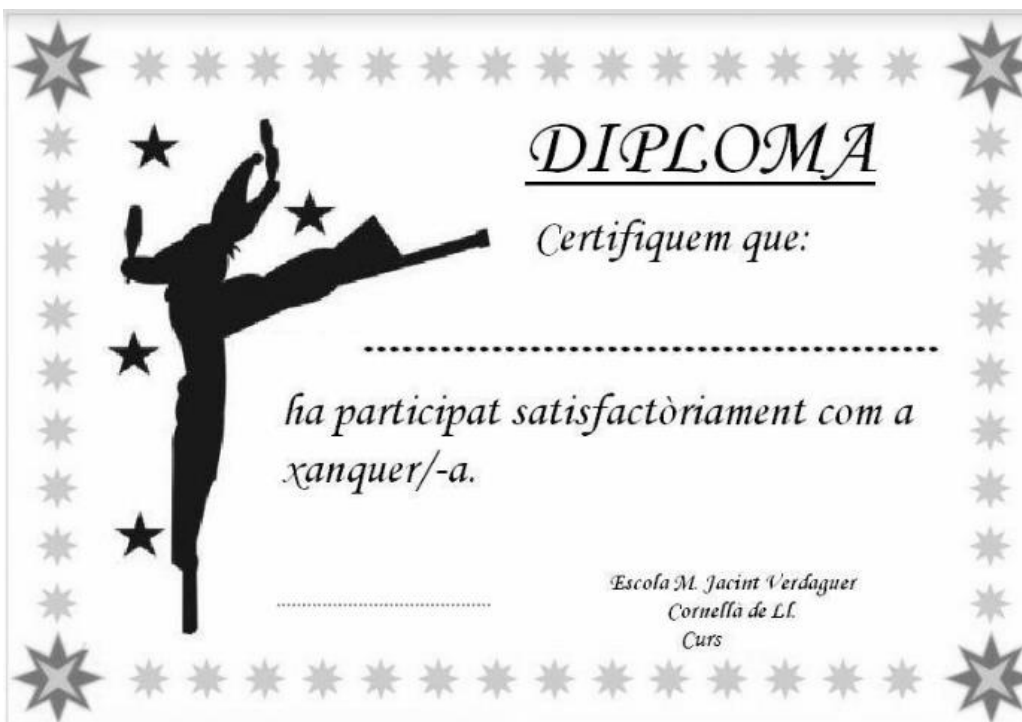 DIPLOMA
Certifiquem que:
ha participat satisfactòriament com a
xanquer/-a.
Escola M. Jacint Verdaguer
Cornellà de Ll.
Curs